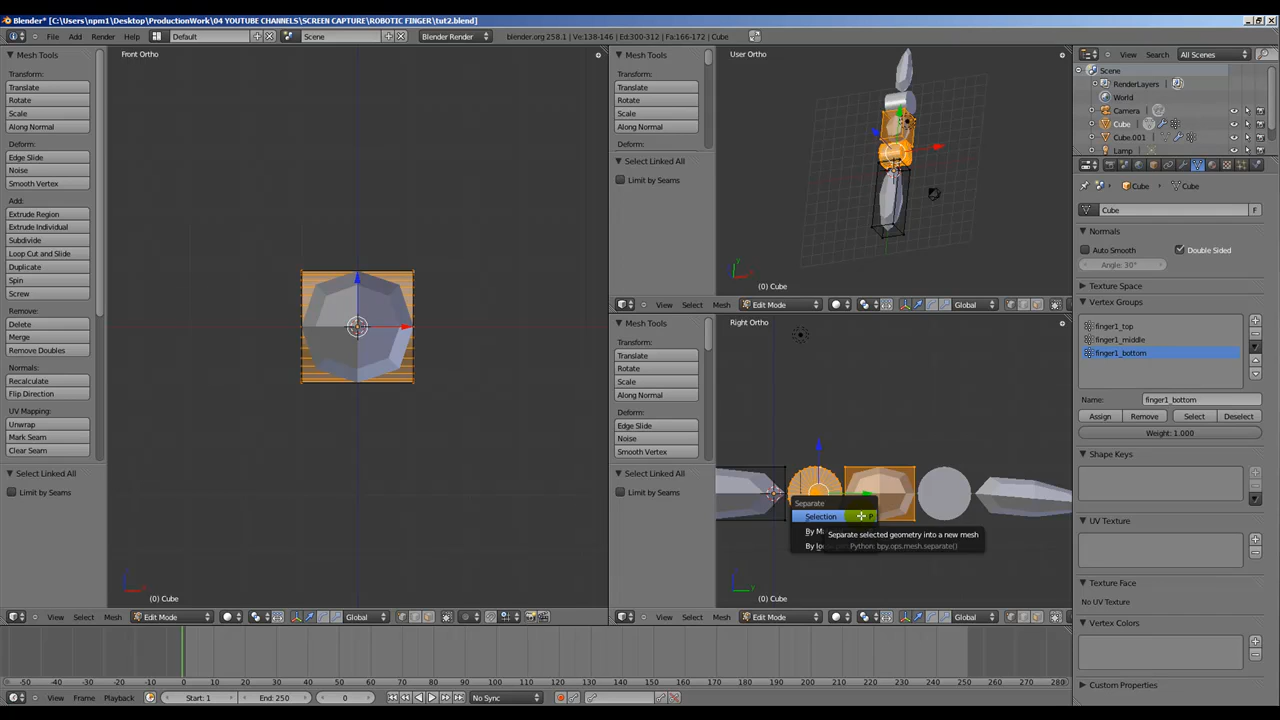 Blender* [C:\Users\npm1\Desktop\ProductionWork\04 YOUTUBE CHANNELS\SCREEN CAPTURE\ROBOTIC FINGER\tut2.blend]
File Add Render Help Default Scene Blender Render blender.org 258.1 | Ve:138-146 | Ed:300-312 | Fa:166-172 | Cube
Mesh Tools
Transform:
Translate
Rotate
Scale
Along Normal
Deform:
Edge Slide
Noise
Smooth Vertex
Add:
Extrude Region
Extrude Individual
Subdivide
Loop Cut and Slide
Duplicate
Spin
Screw
Remove:
Delete
Merge
Remove Doubles
Normals:
Recalculate
Flip Direction
UV Mapping:
Unwrap
Mark Seam
Clear Seam
Select Linked All
Limit by Seams
Front Ortho
(0) Cube
View Select Mesh Edit Mode Global
Mesh Tools
Transform:
Translate
Rotate
Scale
Along Normal
Deform:
Select Linked All
Limit by Seams
User Ortho
(0) Cube
View Select Mesh Edit Mode Global
Mesh Tools
Transform:
Translate
Rotate
Scale
Along Normal
Deform:
Edge Slide
Noise
Smooth Vertex
Select Linked All
Limit by Seams
Right Ortho
Separate
Selection P
By M
By lo
Separate selected geometry into a new mesh
Python: bpy.ops.mesh.separate()
(0) Cube
View Select Mesh Edit Mode Global
View Search All Scenes
Scene
RenderLayers
World
Camera
Cube
Cube.001
Lamp
Cube Cube
Cube F
Normals
Auto Smooth Double Sided
Angle: 30°
Texture Space
Vertex Groups
finger1_top
finger1_middle
finger1_bottom
Name: finger1_bottom
Assign Remove Select Deselect
Weight: 1.000
Shape Keys
UV Texture
Texture Face
No UV Texture
Vertex Colors
Custom Properties
-50 -40 -30 -20 -10 0 10 20 30 40 50 60 70 80 90 100 110 120 130 140 150 160 170 180 190 200 210 220 230 240 250 260 270 280
View Frame Playback Start: 1 End: 250 0 No Sync